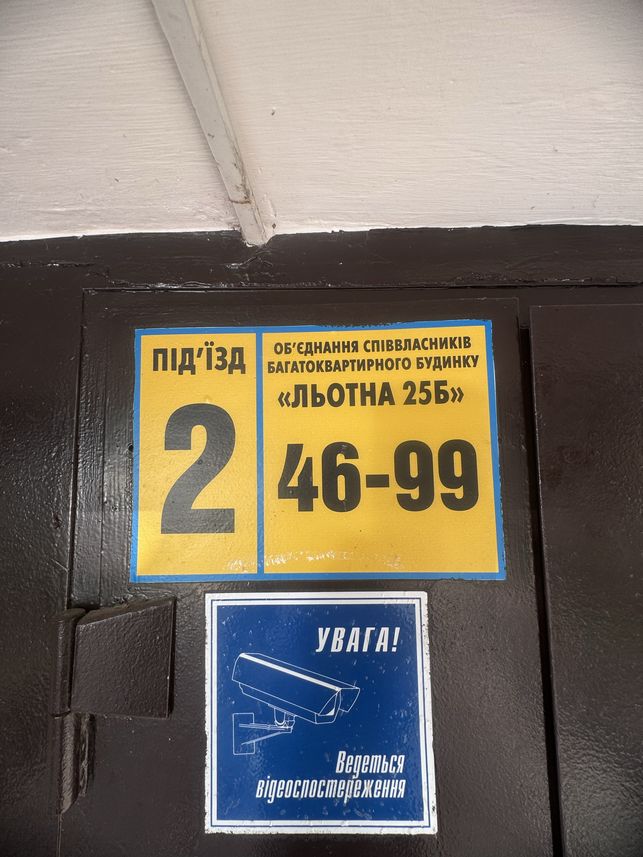 ПІД’ЇЗД
2
ОБ’ЄДНАННЯ СПІВВЛАСНИКІВ
БАГАТОКВАРТИРНОГО БУДИНКУ
«ЛЬОТНА 25Б»
46-99
УВАГА!
Ведеться
відеоспостереження